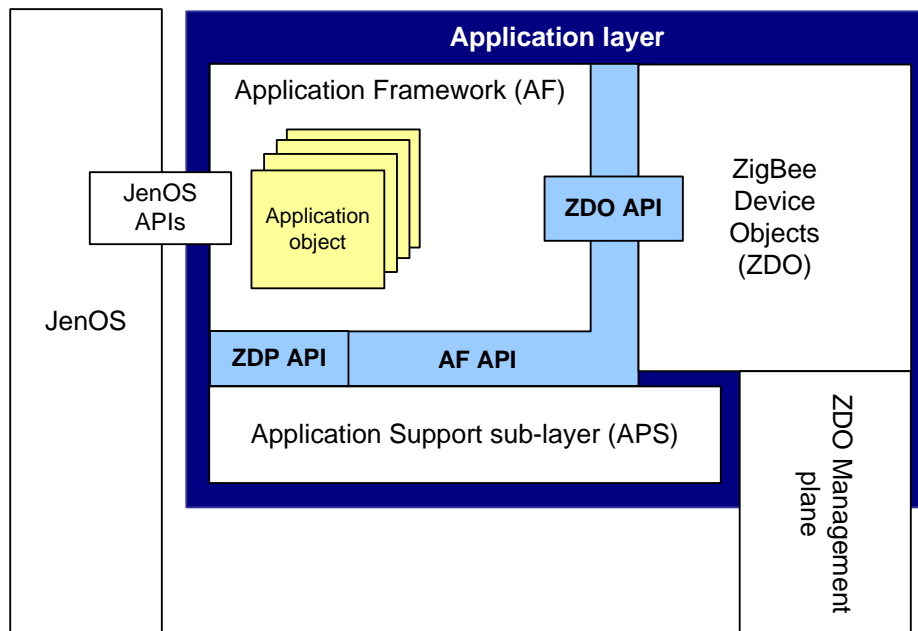 Application layer
Application Framework (AF)
JenOS
APIs
Application
object
ZDO API
ZigBee
Device
Objects
(ZDO)
JenOS
ZDP API
AF API
Application Support sub-layer (APS)
ZDO Management
plane